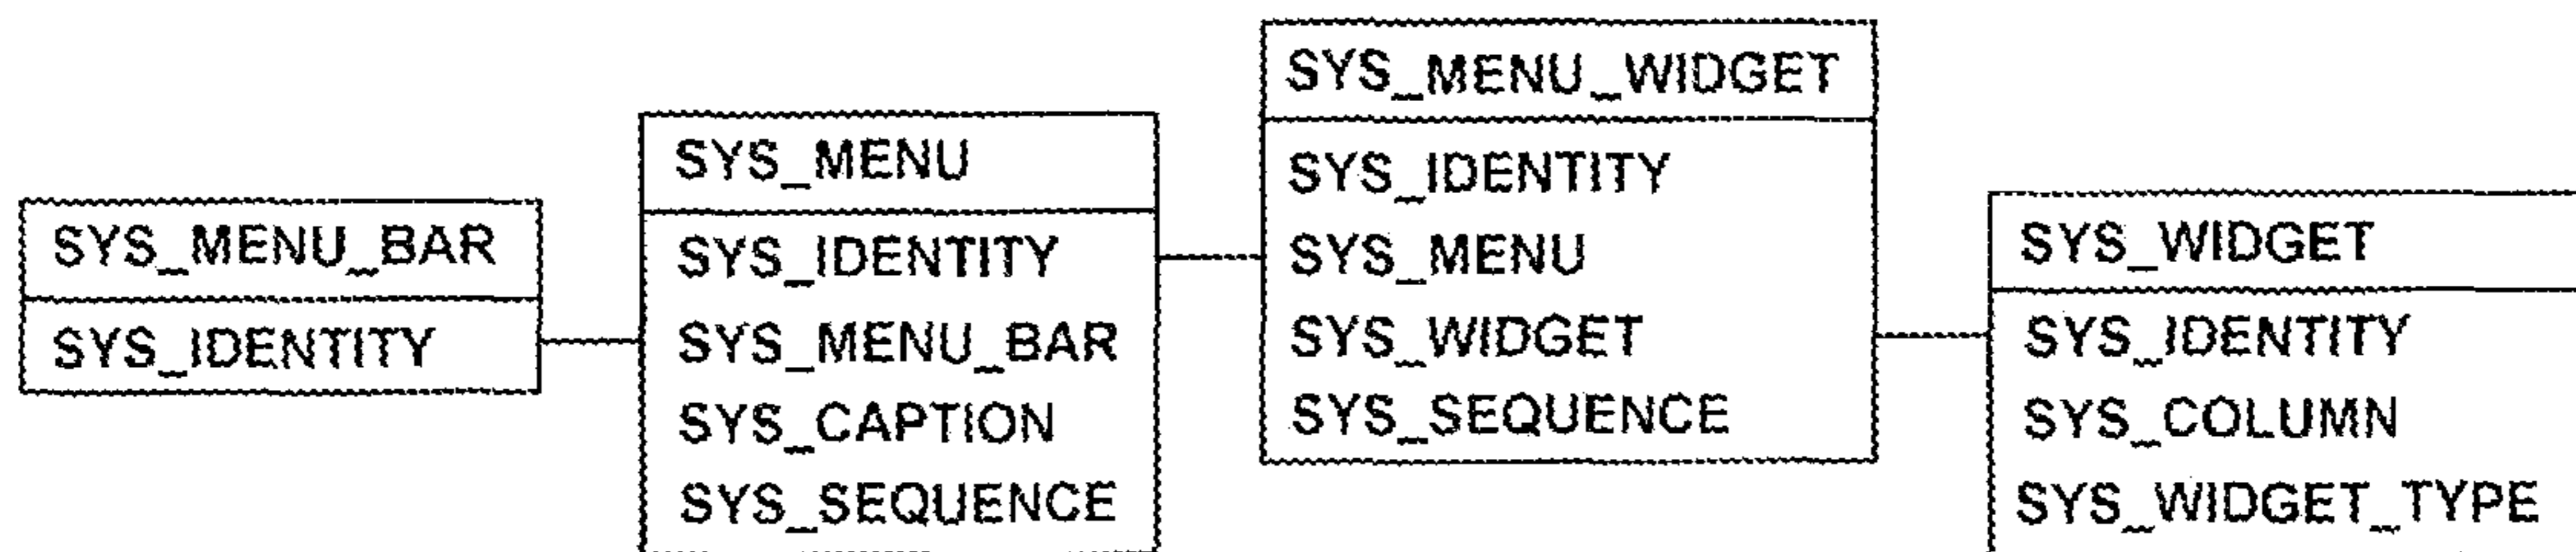 SYS_MENU_BAR
SYS_IDENTITY
SYS_MENU
SYS_IDENTITY
SYS_MENU_BAR
SYS_CAPTION
SYS_SEQUENCE
SYS_MENU_WIDGET
SYS_IDENTITY
SYS_MENU
SYS_WIDGET
SYS_SEQUENCE
SYS_WIDGET
SYS_IDENTITY
SYS_COLUMN
SYS_WIDGET_TYPE